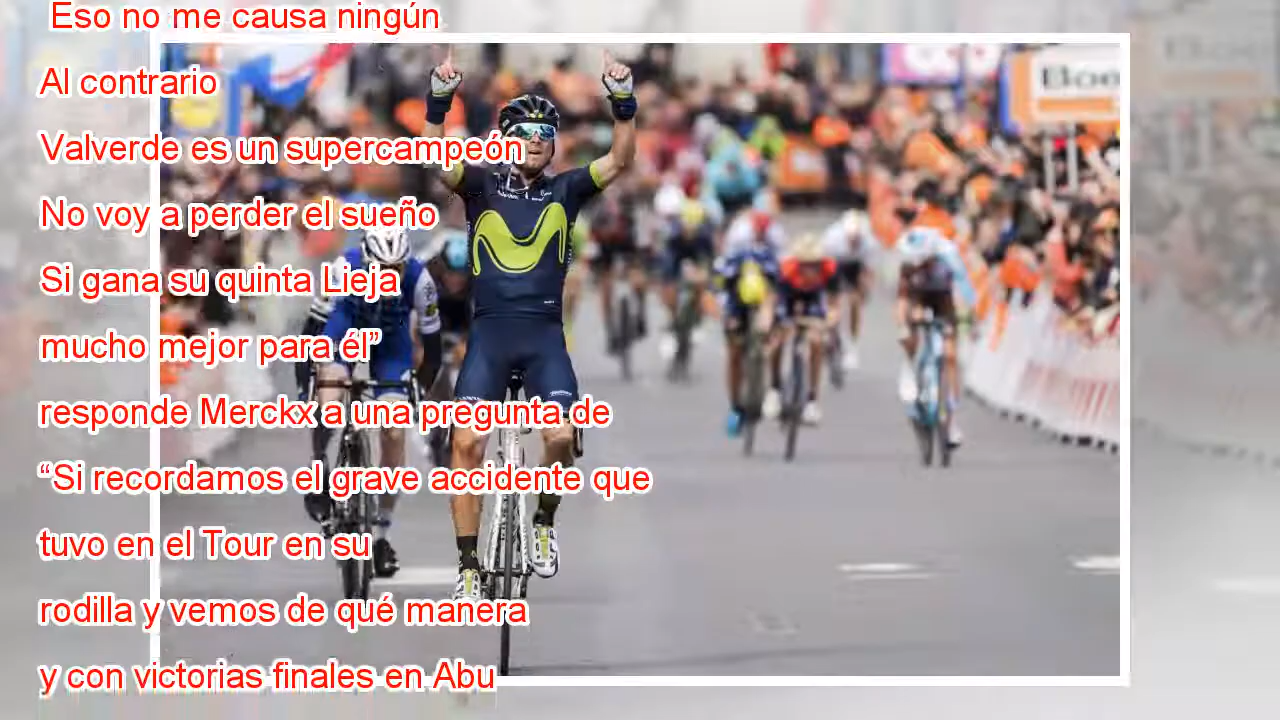 Eso no me causa ningún
Al contrario
Valverde es un supercampeón
No voy a perder el sueño
Si gana su quinta Lieja
mucho mejor para él”
responde Merckx a una pregunta de
“Si recordamos el grave accidente que
tuvo en el Tour en su
rodilla y vemos de qué manera
y con victorias finales en Abu